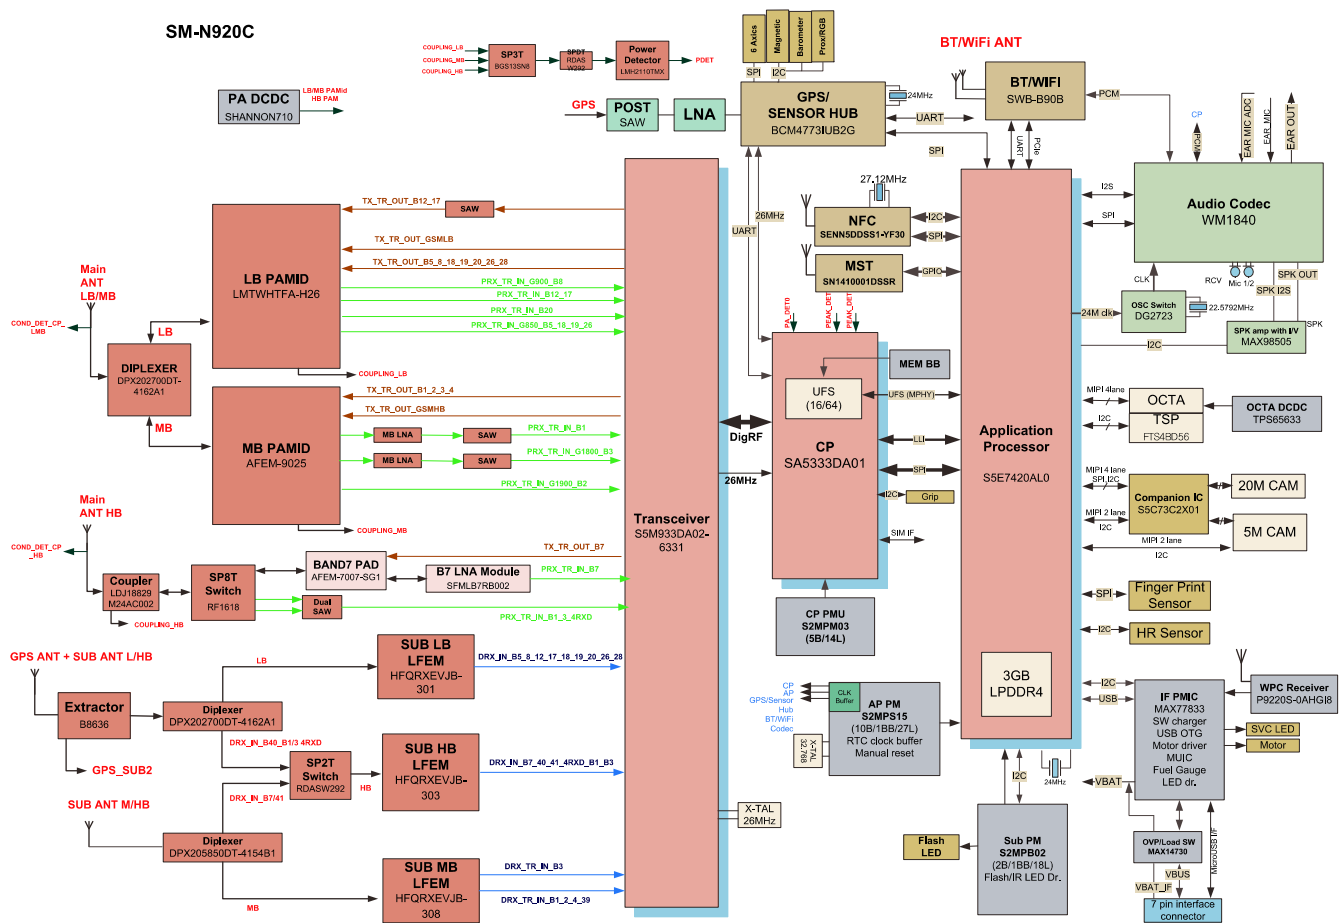 SM-N920C
COUPLING_LB
COUPLING_MB
COUPLING_HB
SP3T
BGS13SN8
SPDT
RDAS
W292
Power
Detector
LMH2110TMX
PDET
PA DCDC
SHANNON710
LB/MB PAMid
HB PAM
GPS
POST
SAW
LNA
6 Axics
Magnetic
Barometer
Prox/RGB
SPI
I2C
GPS/
SENSOR HUB
BCM4773IUB2G
24MHz
UART
SPI
BT/WiFi ANT
BT/WIFI
SWB-B90B
PCM
UART
PCIe
CP
PCM
EAR MIC ADC
EAR_MIC
EAR OUT
I2S
SPI
Audio Codec
WM1840
CLK
RCV
Mic 1/2
SPK I2S
SPK OUT
OSC Switch
DG2723
22.5792MHz
24M clk
I2C
SPK amp with I/V
MAX98505
SPK
27.12MHz
NFC
SENN5DDSS1-YF30
I2C
SPI
MST
SN1410001DSSR
GPIO
UART
26MHz
PA_DET0
PEAK_DET
PEAK_DET
Main
ANT
LB/MB
COND_DET_CP_
LMB
LB
DIPLEXER
DPX202700DT-
4162A1
MB
LB PAMID
LMTWHTFA-H26
TX_TR_OUT_B12_17
SAW
TX_TR_OUT_GSMLB
TX_TR_OUT_B5_8_18_19_20_26_28
PRX_TR_IN_G900_B8
PRX_TR_IN_B12_17
PRX_TR_IN_B20
PRX_TR_IN_G850_B5_18_19_26
COUPLING_LB
MB PAMID
AFEM-9025
TX_TR_OUT_B1_2_3_4
TX_TR_OUT_GSMHB
MB LNA
SAW
PRX_TR_IN_B1
MB LNA
SAW
PRX_TR_IN_G1800_B3
PRX_TR_IN_G1900_B2
COUPLING_MB
Transceiver
S5M933DA02-
6331
DigRF
26MHz
MEM BB
UFS
(16/64)
UFS (MPHY)
CP
SA5333DA01
LLI
SPI
I2C
Grip
SIM IF
CP PMU
S2MPM03
(5B/14L)
Application
Processor
S5E7420AL0
3GB
LPDDR4
MIPI 4lane
OCTA
I2C
TSP
FTS4BD56
OCTA DCDC
TPS65633
MIPI 4 lane
SPI,I2C
MIPI 2 lane
I2C
Companion IC
S5C73C2X01
20M CAM
5M CAM
MIPI 2 lane
I2C
SPI
Finger Print
Sensor
I2C
HR Sensor
Main
ANT HB
COND_DET_CP_
HB
Coupler
LDJ18829
M24AC002
COUPLING_HB
SP8T
Switch
RF1618
Dual
SAW
BAND7 PAD
AFEM-7007-SG1
TX_TR_OUT_B7
B7 LNA Module
SFMLB7RB002
PRX_TR_IN_B7
PRX_TR_IN_B1_3_4RXD
GPS ANT + SUB ANT L/HB
Extractor
B8636
GPS_SUB2
Diplexer
DPX202700DT-4162A1
LB
SUB LB
LFEM
HFQRXEVJB-
301
DRX_IN_B5_8_12_17_18_19_20_26_28
DRX_IN_B40_B1/3 4RXD
SP2T
Switch
RDASW292
HB
DRX_IN_B7/41
SUB HB
LFEM
HFQRXEVJB-
303
DRX_IN_B7_40_41_4RXD_B1_B3
SUB ANT M/HB
Diplexer
DPX205850DT-4154B1
MB
SUB MB
LFEM
HFQRXEVJB-
308
DRX_TR_IN_B3
DRX_TR_IN_B1_2_4_39
X-TAL
26MHz
CP
AP
GPS/Sensor
Hub
BT/WiFi
Codec
CLK
Buffer
X-TAL
32.768
AP PM
S2MPS15
(10B/1BB/27L)
RTC clock buffer
Manual reset
I2C
24MHz
Flash
LED
Sub PM
S2MPB02
(2B/1BB/18L)
Flash/IR LED Dr.
I2C
USB
IF PMIC
MAX77833
SW charger
USB OTG
Motor driver
MUIC
Fuel Gauge
LED dr.
WPC Receiver
P9220S-0AHGI8
SVC LED
Motor
VBAT
OVP/Load SW
MAX14730
MicroUSB I/F
VBUS
VBAT_IF
7 pin interface
connector